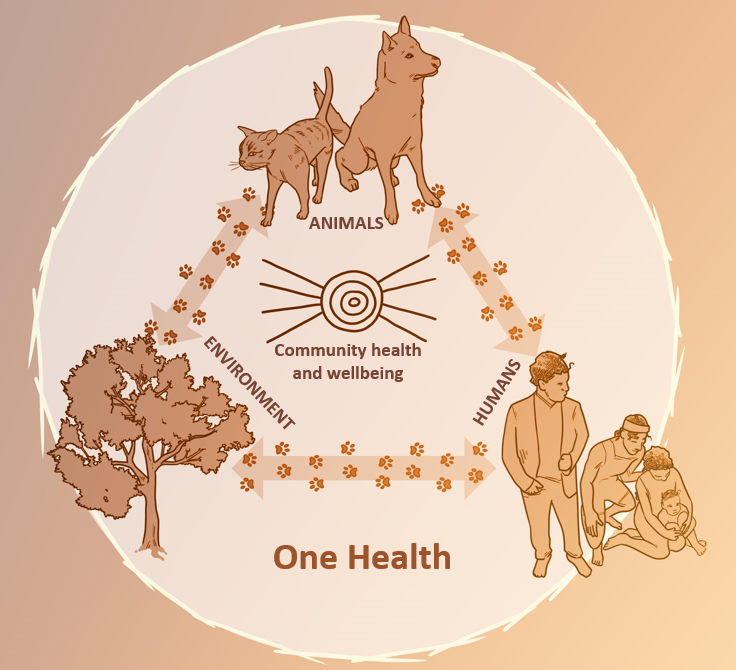 ANIMALS
Community health
and wellbeing
ENVIRONMENT
HUMANS
One Health